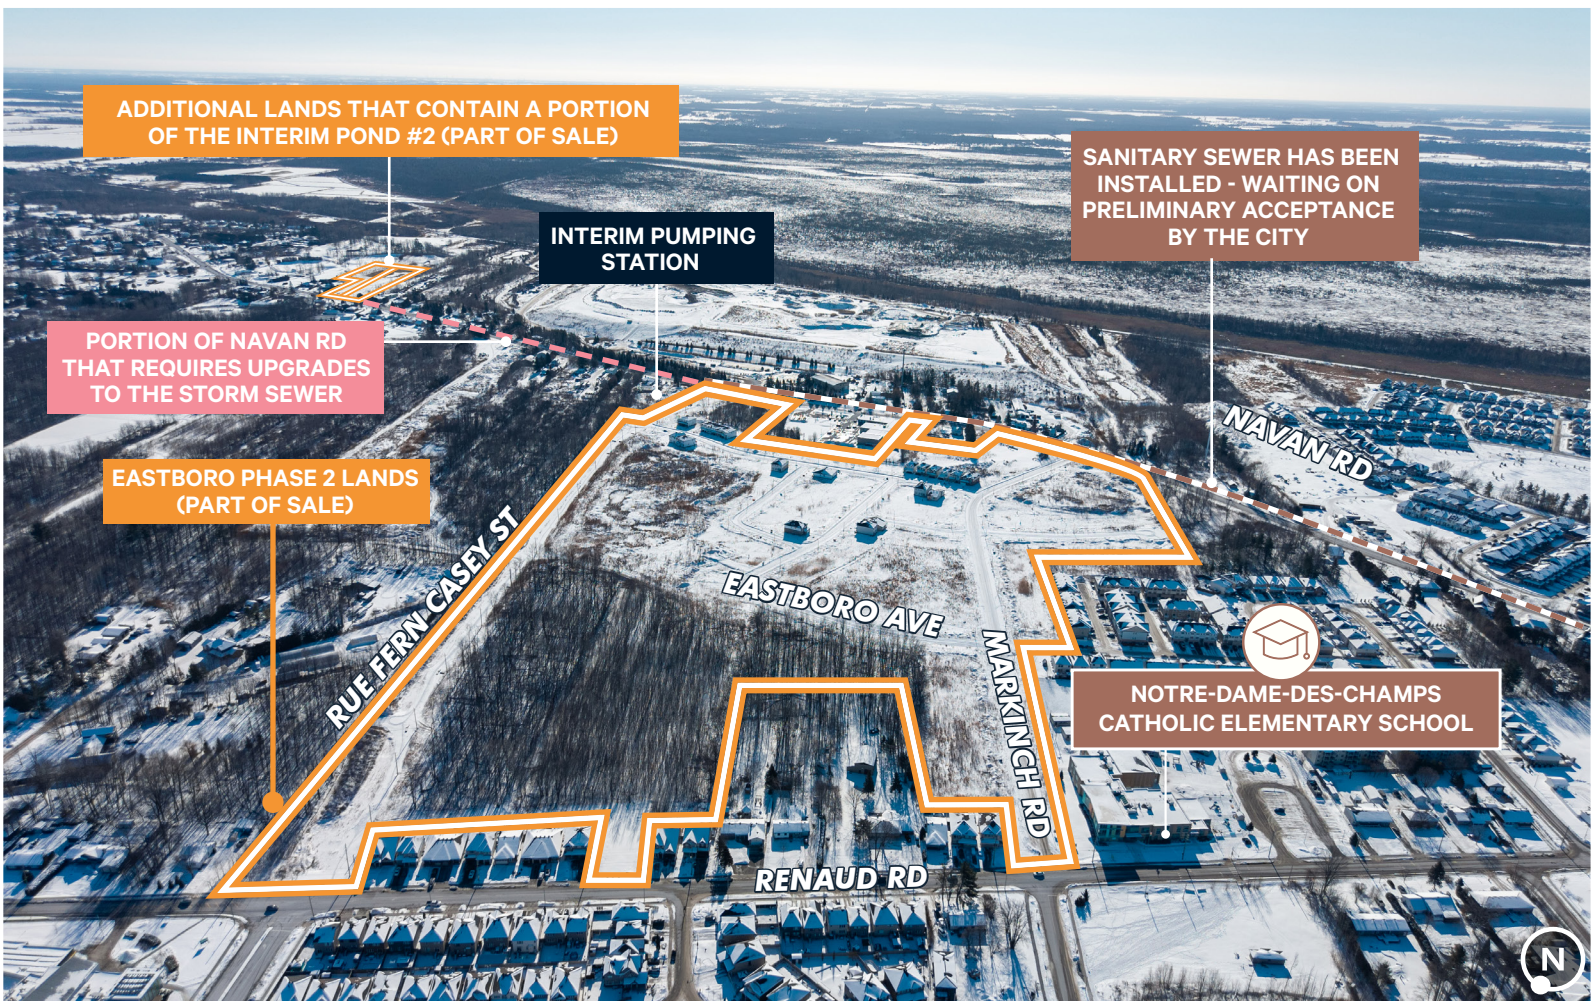 ADDITIONAL LANDS THAT CONTAIN A PORTION
OF THE INTERIM POND #2 (PART OF SALE)
SANITARY SEWER HAS BEEN
INSTALLED - WAITING ON
PRELIMINARY ACCEPTANCE
BY THE CITY
INTERIM PUMPING
STATION
PORTION OF NAVAN RD
THAT REQUIRES UPGRADES
TO THE STORM SEWER
NAVAN RD
EASTBORO PHASE 2 LANDS
(PART OF SALE)
RUE FERN CASEY ST
EASTBORO AVE
MARKINCH RD
NOTRE-DAME-DES-CHAMPS
CATHOLIC ELEMENTARY SCHOOL
RENAUD RD
N